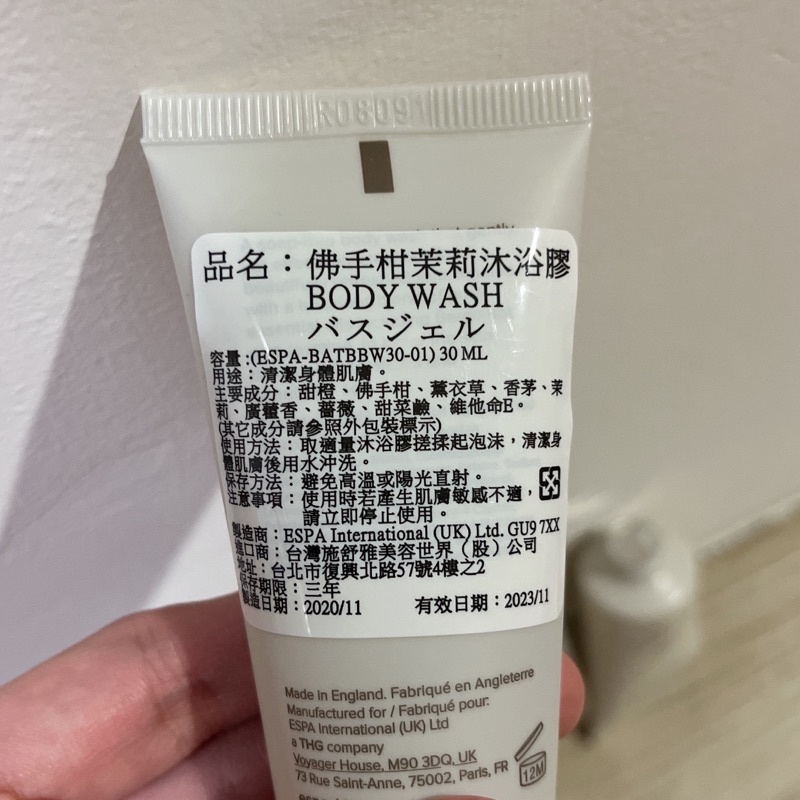 R08091
品名：佛手柑茉莉沐浴膠
BODY WASH
バスジェル
容量:(ESPA-BATBBW30-01) 30 ML
用途：清潔身體肌膚。
主要成分：甜橙、佛手柑、薰衣草、香茅、茉
莉、廣藿香、薔薇、甜菜鹼、維他命E。
(其它成分請參照外包裝標示)
使用方法：取適量沐浴膠搓揉起泡沫，清潔身
體肌膚後用水沖洗。
保存方法：避免高溫或陽光直射。
注意事項：使用時若產生肌膚敏感不適，
請立即停止使用。
製造商：ESPA International (UK) Ltd. GU9 7XX
進口商：台灣施舒雅美容世界（股）公司
地址：台北市復興北路57號4樓之2
保存期限：三年
製造日期：2020/11 有效日期：2023/11
Made in England. Fabriqué en Angleterre
Manufactured for / Fabriqué pour:
ESPA International (UK) Ltd
a THG company
Voyager House, M90 3DQ, UK
73 Rue Saint-Anne, 75002, Paris, FR
12M